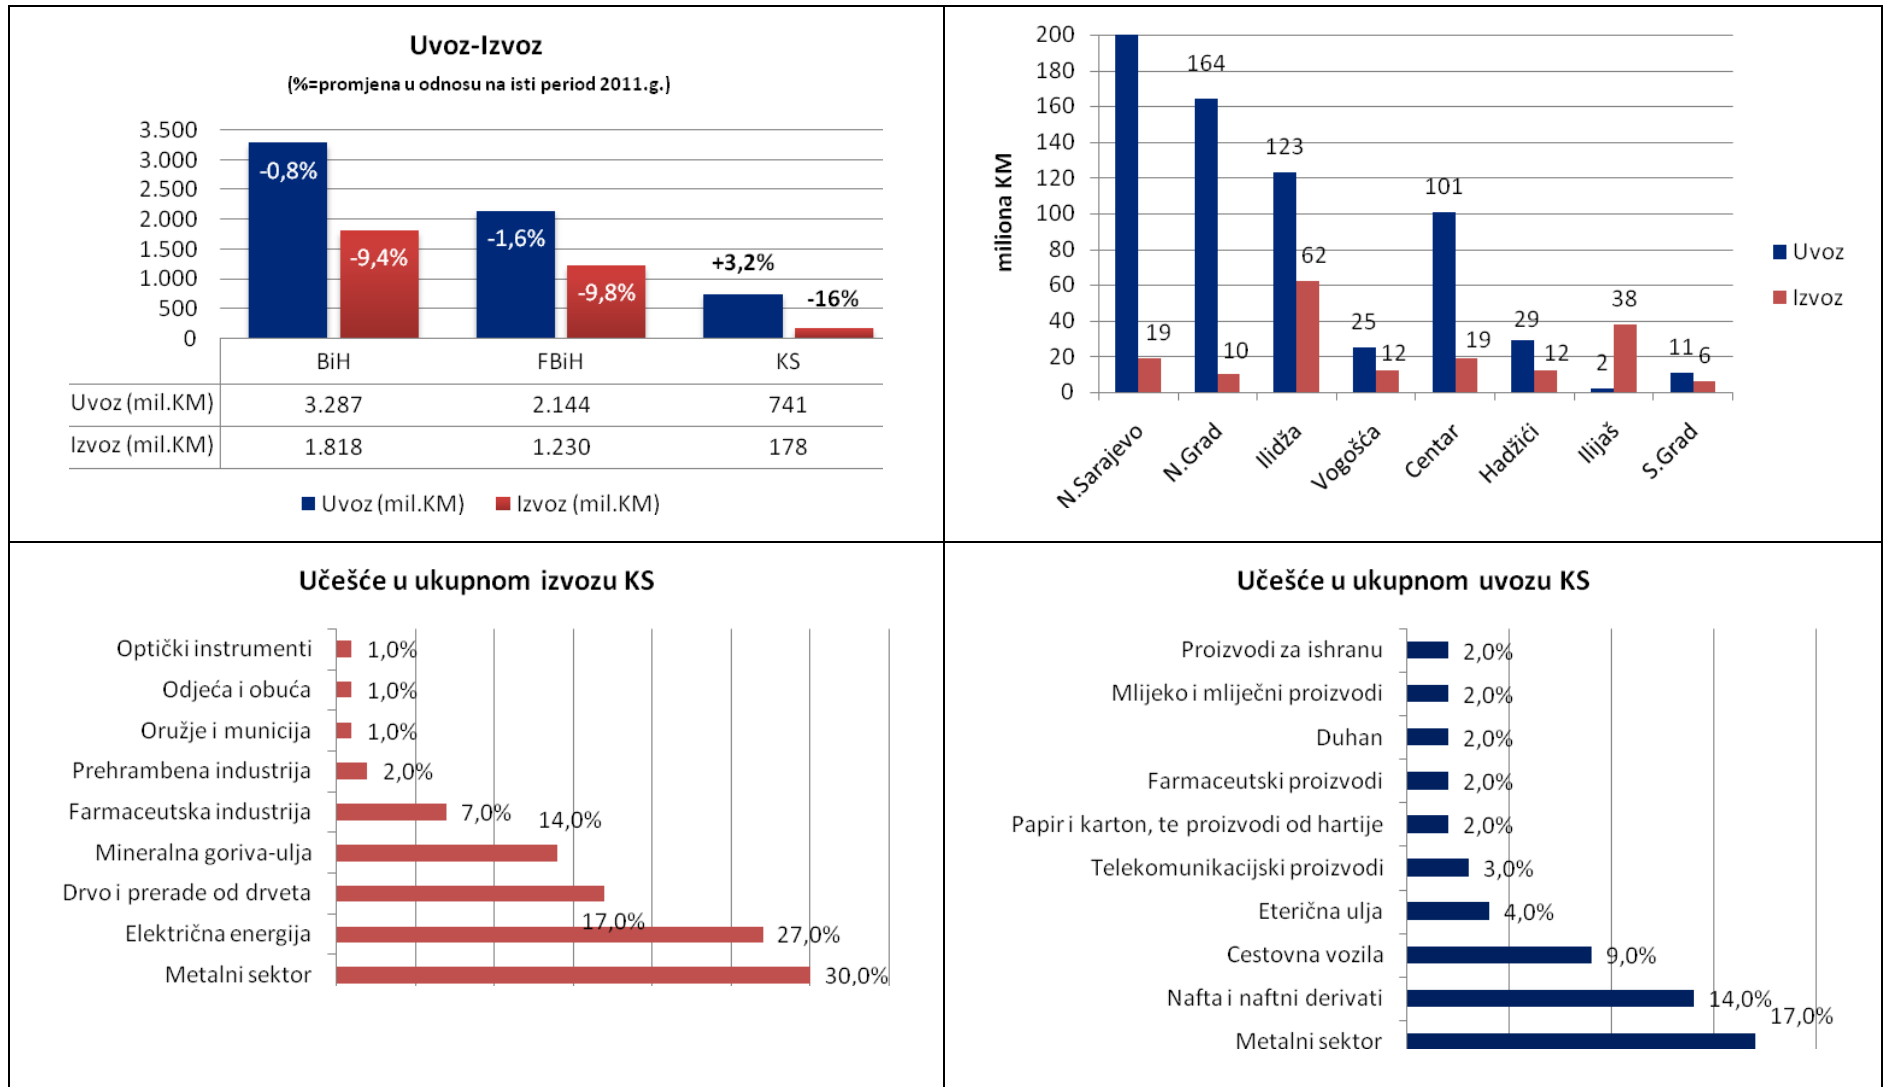 Uvoz-Izvoz
(%=promjena u odnosu na isti period 2011.g.)
3.500
3.000
2.500
2.000
1.500
1.000
500
0
-0,8%
-9,4%
-1,6%
-9,8%
+3,2%
-16%
BiH FBiH KS
Uvoz (mil.KM) 3.287 2.144 741
Izvoz (mil.KM) 1.818 1.230 178
Uvoz (mil.KM) Izvoz (mil.KM)
miliona KM
200
180
160
140
120
100
80
60
40
20
0
19
164
10
123
62
25
12
101
19
29
12
2
38
11
6
N.Sarajevo
N.Grad
Ilidža
Vogošća
Centar
Hadžići
Ilijaš
S.Grad
Uvoz
Izvoz
Učešće u ukupnom izvozu KS
Optički instrumenti 1,0%
Odjeća i obuća 1,0%
Oružje i municija 1,0%
Prehrambena industrija 2,0%
Farmaceutska industrija 7,0%
Mineralna goriva-ulja 14,0%
Drvo i prerade od drveta 17,0%
Električna energija 27,0%
Metalni sektor 30,0%
Učešće u ukupnom uvozu KS
Proizvodi za ishranu 2,0%
Mlijeko i mliječni proizvodi 2,0%
Duhan 2,0%
Farmaceutski proizvodi 2,0%
Papir i karton, te proizvodi od hartije 2,0%
Telekomunikacijski proizvodi 3,0%
Eterična ulja 4,0%
Cestovna vozila 9,0%
Nafta i naftni derivati 14,0%
Metalni sektor 17,0%